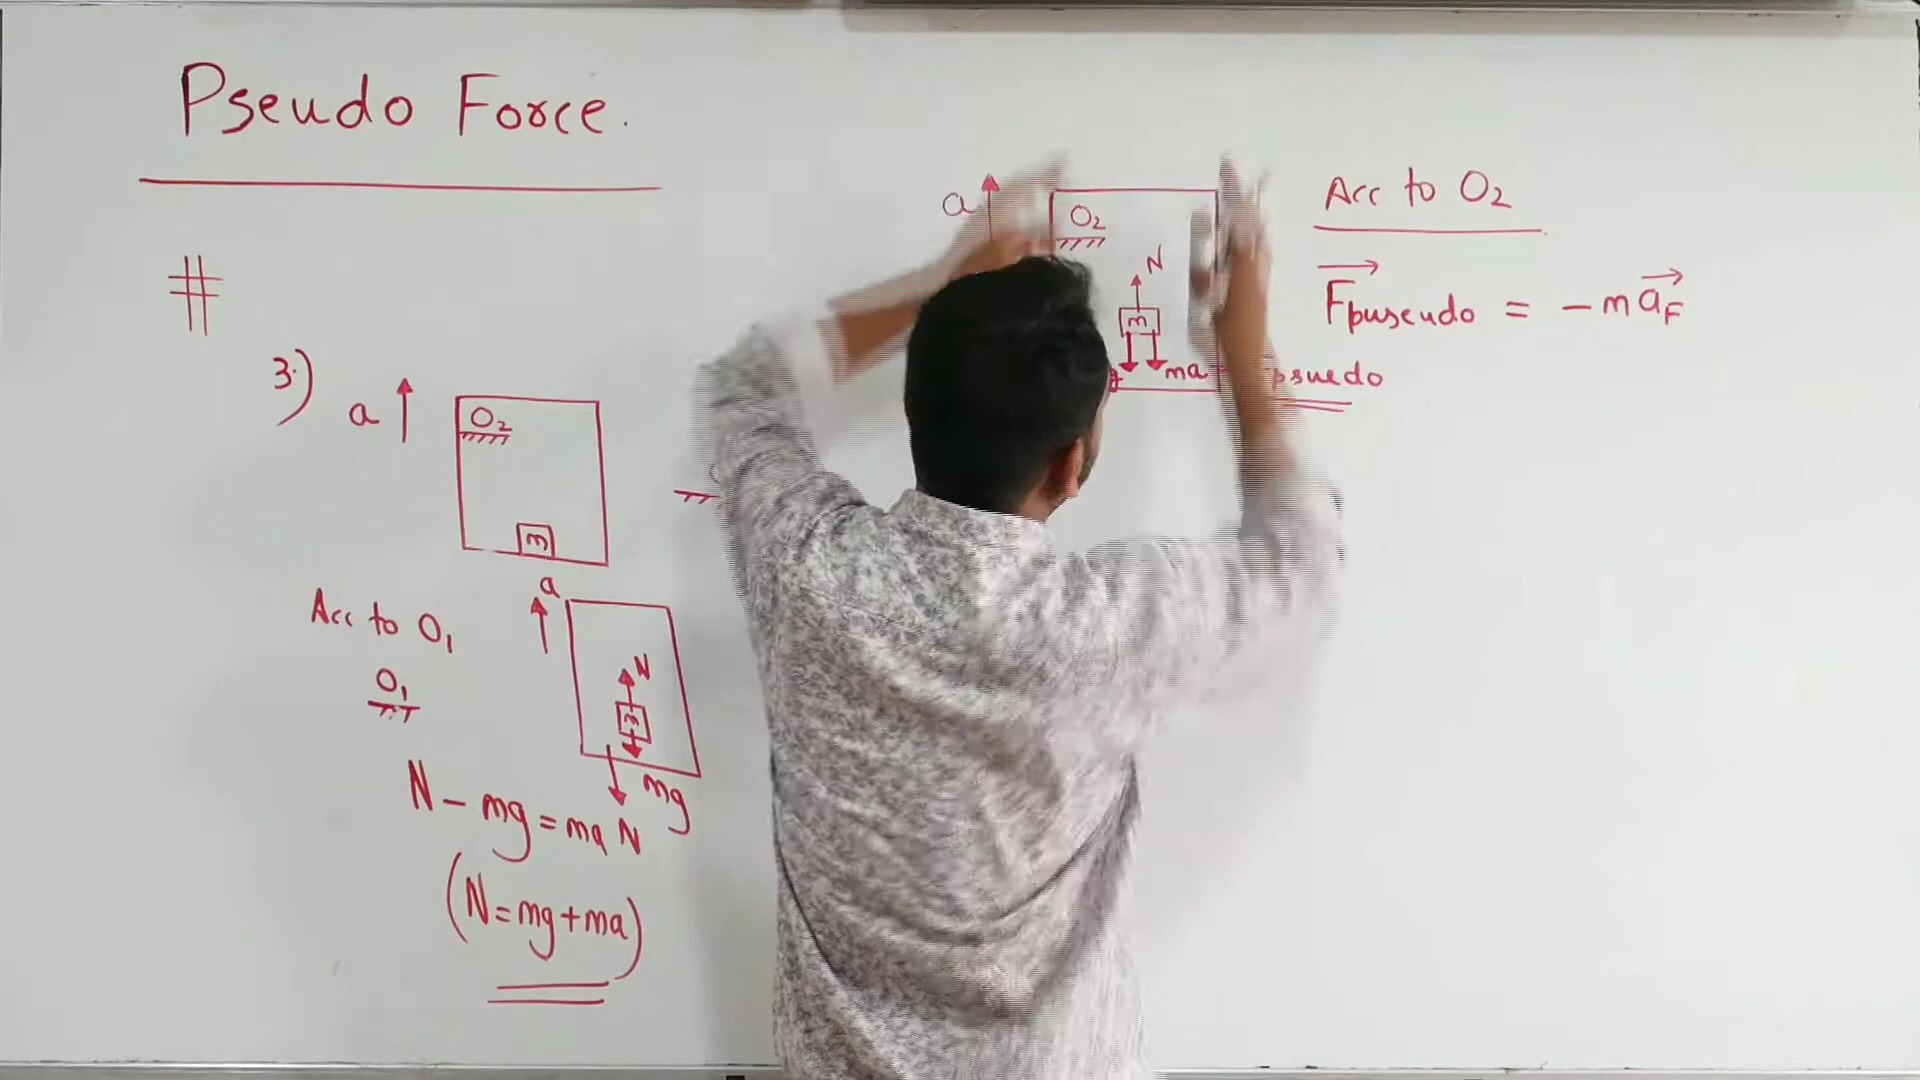 Pseudo Force.
#
3)
a
O2
m
Acc to O1
O1
a
N
m
mg
N
N - mg = ma
(N = mg + ma)
a
O2
N
m
ma
psuedo
Acc to O2
Fpuseudo = - m aF